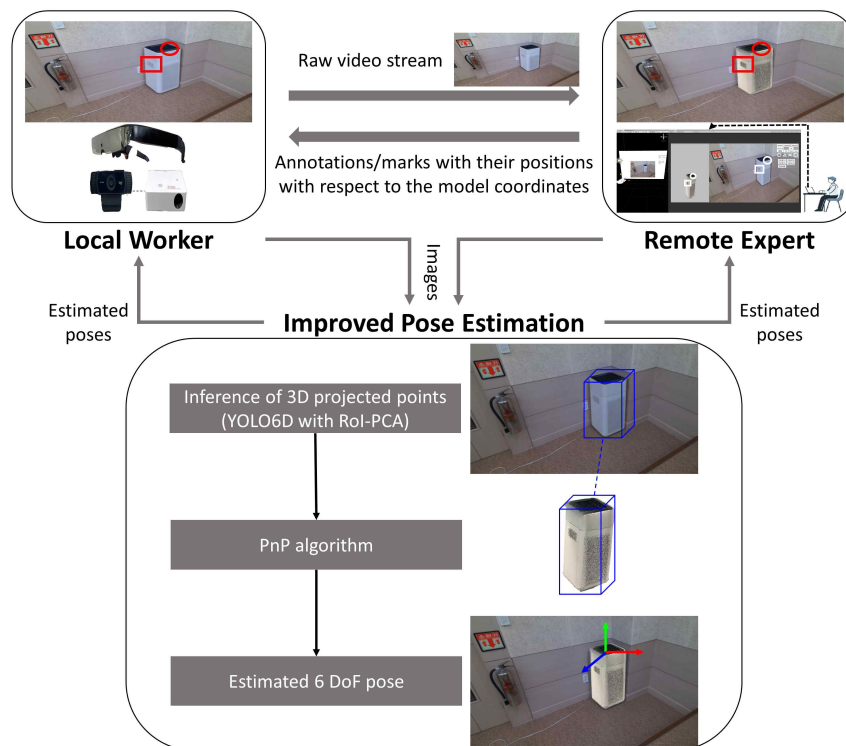 Raw video stream
Annotations/marks with their positions
with respect to the model coordinates
Local Worker
Remote Expert
Images
Estimated
poses
Estimated
poses
Improved Pose Estimation
Inference of 3D projected points
(YOLO6D with RoI-PCA)
PnP algorithm
Estimated 6 DoF pose